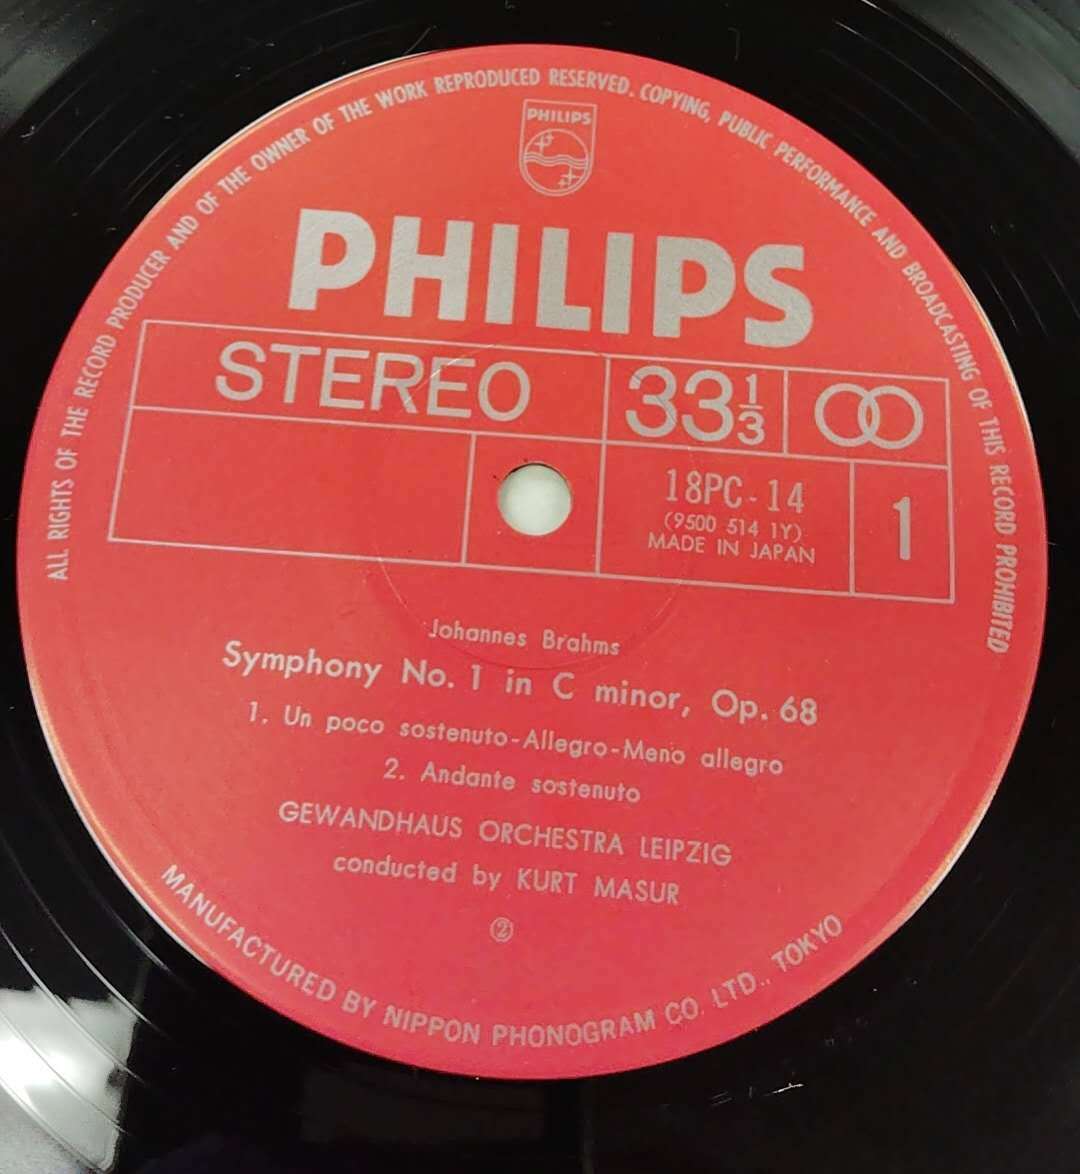 ALL RIGHTS OF THE RECORD PRODUCER AND OF THE OWNER OF THE WORK REPRODUCED RESERVED. COPYING, PUBLIC PERFORMANCE AND BROADCASTING OF THIS RECORD PROHIBITED
PHILIPS
PHILIPS
STEREO
33 1/3
18PC-14
(9500 514 1Y)
MADE IN JAPAN
1
Johannes Brahms
Symphony No. 1 in C minor, Op. 68
1. Un poco sostenuto-Allegro-Meno allegro
2. Andante sostenuto
GEWANDHAUS ORCHESTRA LEIPZIG
conducted by KURT MASUR
②
MANUFACTURED BY NIPPON PHONOGRAM CO. LTD., TOKYO